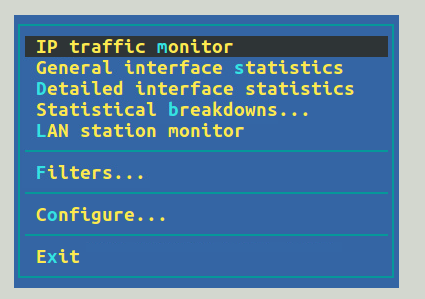 IP traffic monitor
General interface statistics
Detailed interface statistics
Statistical breakdowns...
LAN station monitor
Filters...
Configure...
Exit